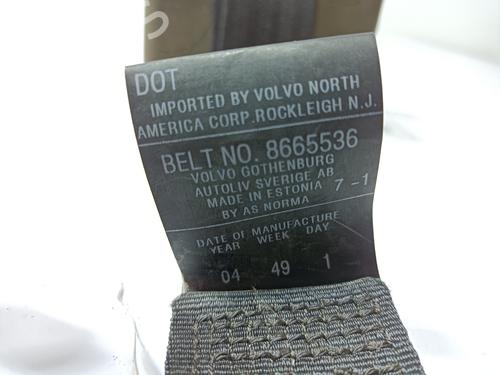 DOT
IMPORTED BY VOLVO NORTH
AMERICA CORP.ROCKLEIGH N.J.
BELT NO. 8665536
VOLVO GOTHENBURG
AUTOLIV SVERIGE AB
MADE IN ESTONIA 7-1
BY AS NORMA
DATE OF MANUFACTURE
YEAR WEEK DAY
04 49 1